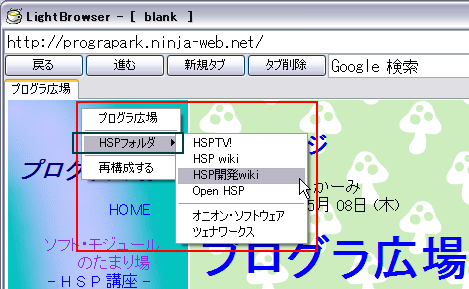 LightBrowser - [ blank ]
http://prograpark.ninja-web.net/
戻る 進む 新規タブ タブ削除 Google 検索
プログラ広場
プログラ広場
HSPフォルダ
再構成する
HSPTV!
HSP wiki
HSP開発wiki
Open HSP
オニオン・ソフトウェア
ツェナワークス
プログ
ジ
HOME
かーみ
5月 08日 (木)
ソフト・モジュール
のたまり場
-ＨＳＰ講座-
プログラ広場